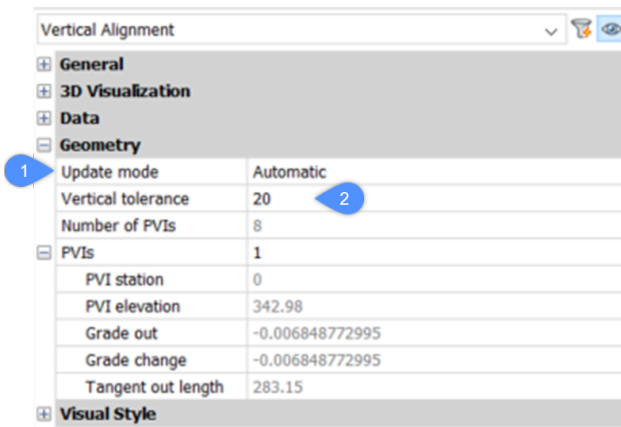 Vertical Alignment
General
3D Visualization
Data
Geometry
1 Update mode Automatic
Vertical tolerance 20 2
Number of PVIs 8
PVIs 1
PVI station 0
PVI elevation 342.98
Grade out -0.006848772995
Grade change -0.006848772995
Tangent out length 283.15
Visual Style